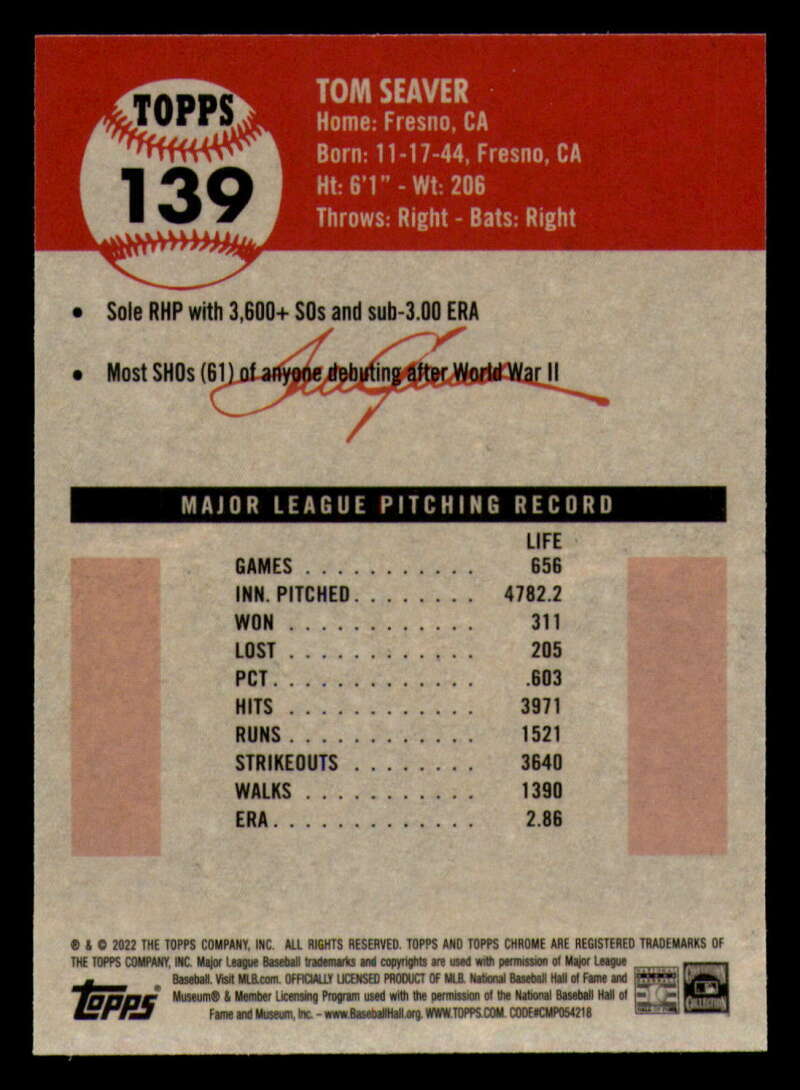 TOPPS
139
TOM SEAVER
Home: Fresno, CA
Born: 11-17-44, Fresno, CA
Ht: 6'1" - Wt: 206
Throws: Right - Bats: Right
• Sole RHP with 3,600+ SOs and sub-3.00 ERA
• Most SHOs (61) of anyone debuting after World War II
MAJOR LEAGUE PITCHING RECORD
LIFE
GAMES . . . . . . . . . . . 656
INN. PITCHED. . . . . . . . 4782.2
WON . . . . . . . . . . . . 311
LOST . . . . . . . . . . . . 205
PCT. . . . . . . . . . . . . .603
HITS . . . . . . . . . . . . 3971
RUNS. . . . . . . . . . . . 1521
STRIKEOUTS . . . . . . . . 3640
WALKS . . . . . . . . . . . 1390
ERA. . . . . . . . . . . . . 2.86
® & © 2022 THE TOPPS COMPANY, INC. ALL RIGHTS RESERVED. TOPPS AND TOPPS CHROME ARE REGISTERED TRADEMARKS OF
THE TOPPS COMPANY, INC. Major League Baseball trademarks and copyrights are used with permission of Major League
Baseball. Visit MLB.com. OFFICIALLY LICENSED PRODUCT OF MLB. National Baseball Hall of Fame and
Museum® & Member Licensing Program used with the permission of the National Baseball Hall of
Fame and Museum, Inc. – www.BaseballHall.org. WWW.TOPPS.COM. CODE#CMP054218
topps®
COOPERSTOWN
COLLECTION